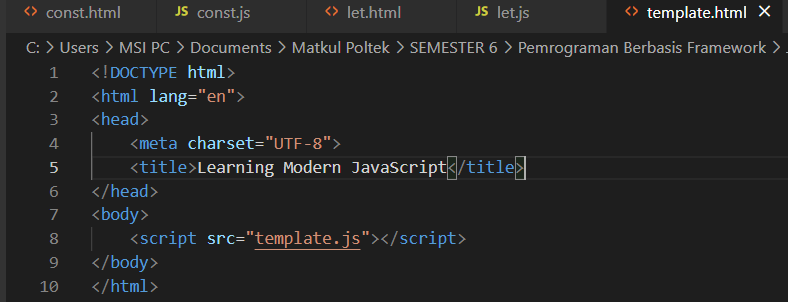 const.html JS const.js let.html JS let.js template.html
C: > Users > MSI PC > Documents > Matkul Poltek > SEMESTER 6 > Pemrograman Berbasis Framework >
1 <!DOCTYPE html>
2 <html lang="en">
3 <head>
4 <meta charset="UTF-8">
5 <title>Learning Modern JavaScript</title>
6 </head>
7 <body>
8 <script src="template.js"></script>
9 </body>
10 </html>